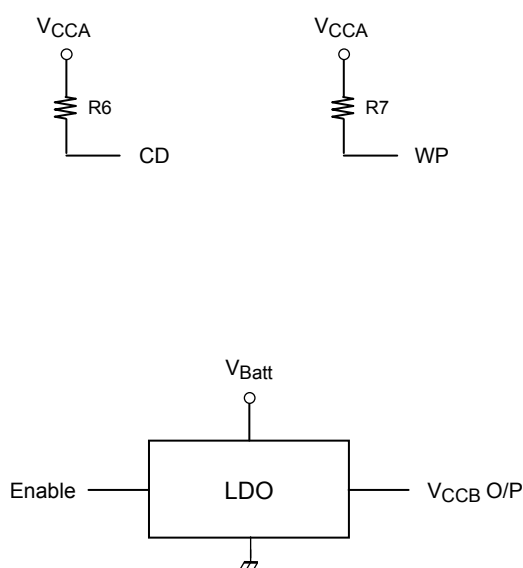 VCCA
VCCA
R6
R7
CD
WP
VBatt
Enable
LDO
VCCB O/P